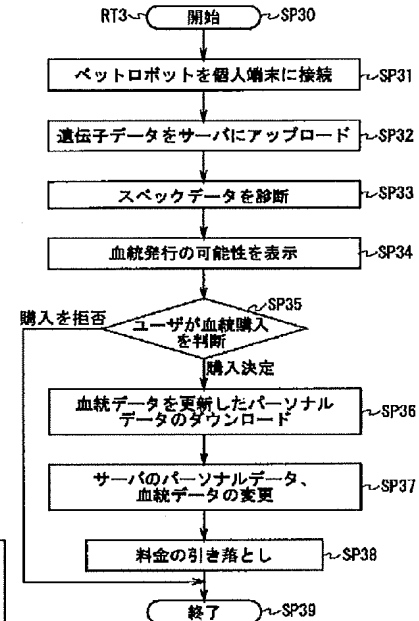 RT3 開始 SP30
ペットロボットを個人端末に接続 SP31
遺伝子データをサーバにアップロード SP32
スペックデータを診断 SP33
血統発行の可能性を表示 SP34
SP35
購入を拒否 ユーザが血統購入
を判断
購入決定
血統データを更新したパーソナル
データのダウンロード SP36
サーバのパーソナルデータ、
血統データの変更 SP37
料金の引き落とし SP38
終了 SP39